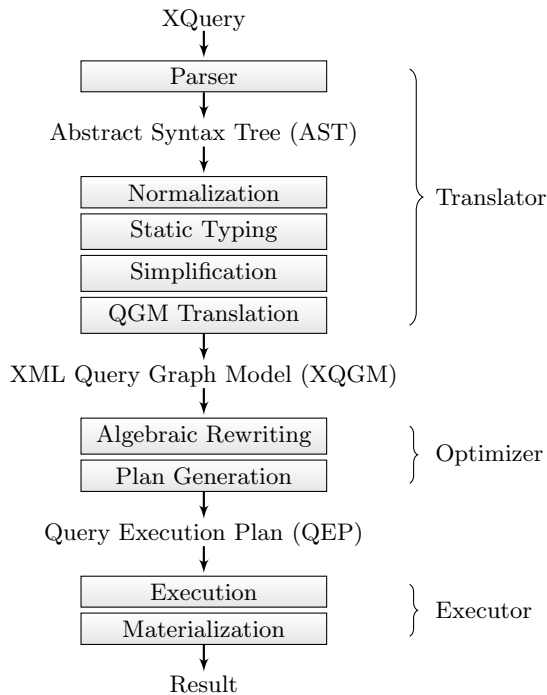 XQuery
Parser
Abstract Syntax Tree (AST)
Normalization
Static Typing
Simplification
QGM Translation
Translator
XML Query Graph Model (XQGM)
Algebraic Rewriting
Plan Generation
Optimizer
Query Execution Plan (QEP)
Execution
Materialization
Executor
Result